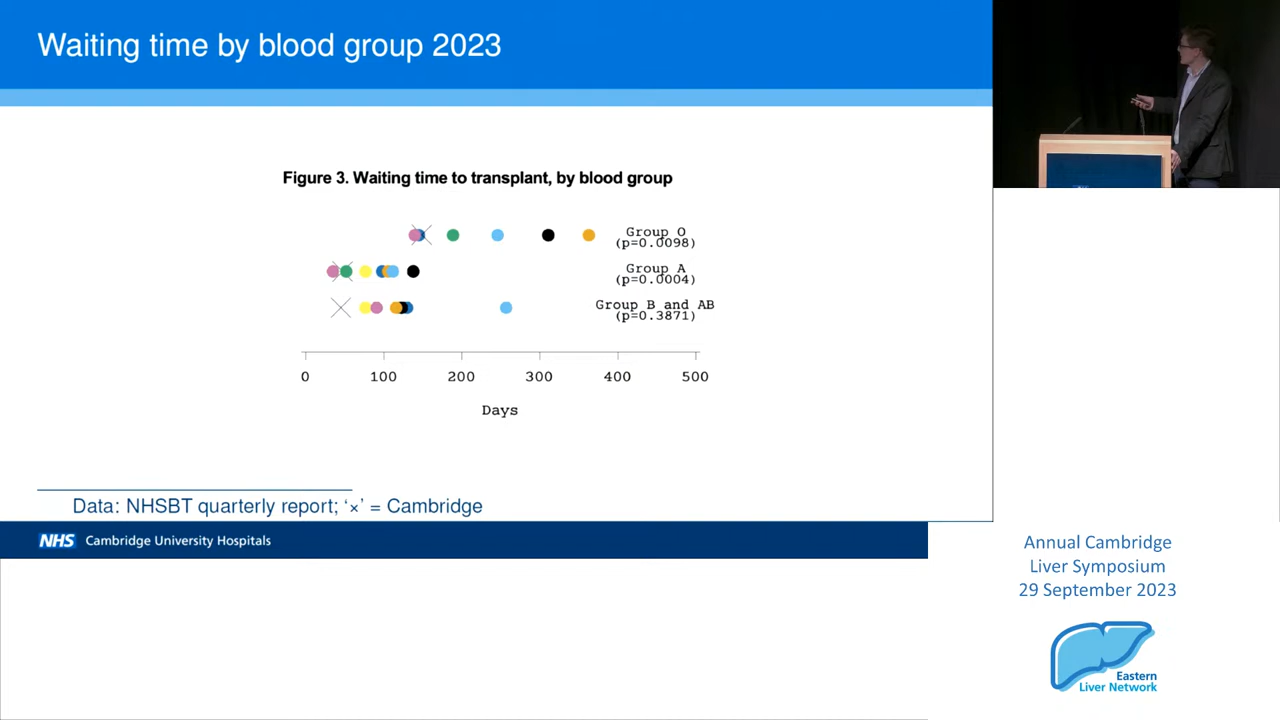 Waiting time by blood group 2023
Figure 3. Waiting time to transplant, by blood group
Group O
(p=0.0098)
Group A
(p=0.0004)
Group B and AB
(p=0.3871)
0 100 200 300 400 500
Days
Data: NHSBT quarterly report; ‘×’ = Cambridge
NHS Cambridge University Hospitals
Annual Cambridge
Liver Symposium
29 September 2023
Eastern
Liver Network